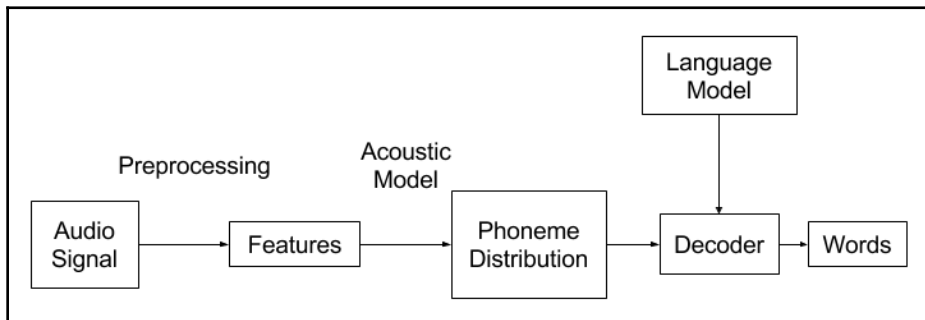 Language
Model
Preprocessing
Acoustic
Model
Audio
Signal
Features
Phoneme
Distribution
Decoder
Words